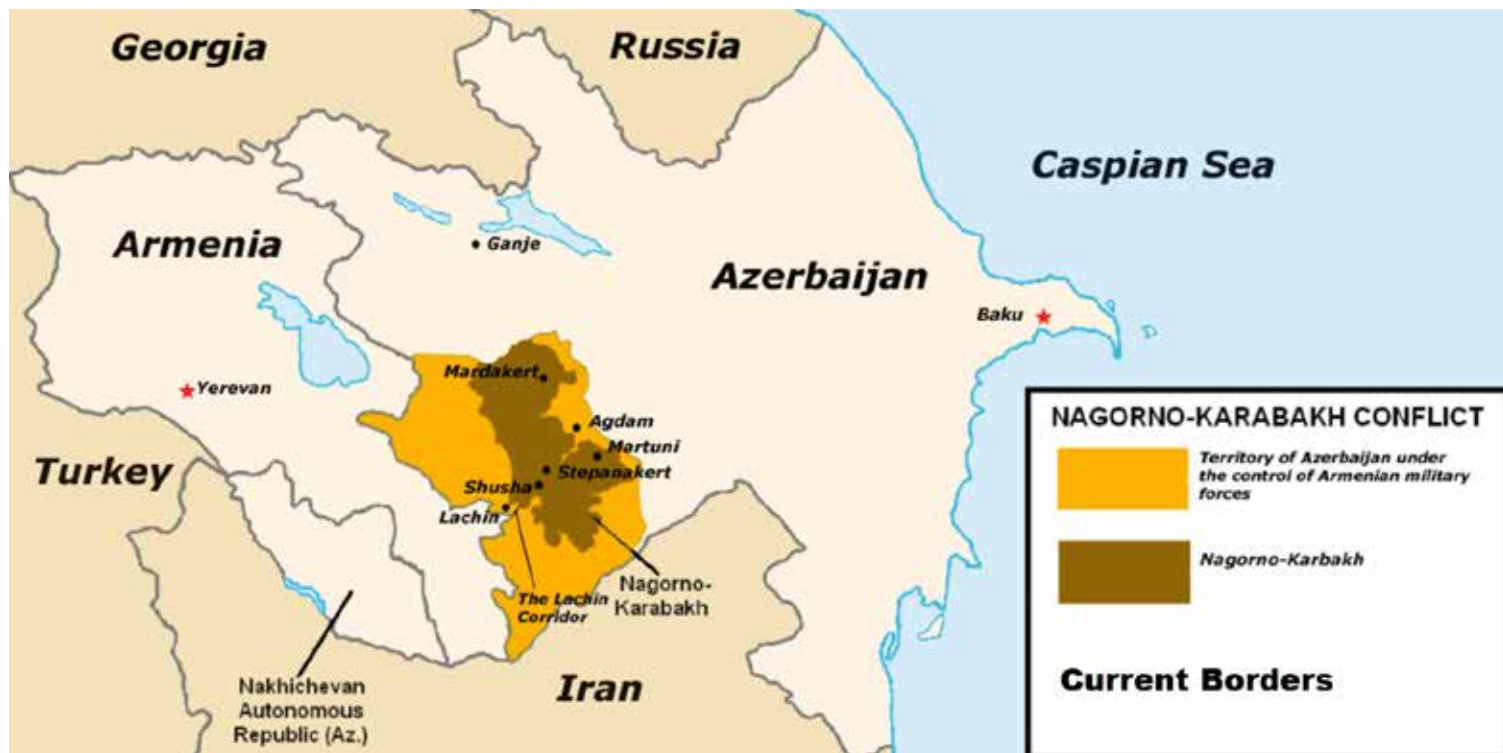 Georgia
Russia
Caspian Sea
Armenia
Ganje
Azerbaijan
Baku
Mardakert
Yerevan
Agdam
Martuni
Turkey
Stepanakert
Shusha
Lachin
Nagorno-
Karabakh
The Lachin
Corridor
Nakhichevan
Autonomous
Republic (Az.)
Iran
NAGORNO-KARABAKH CONFLICT
Territory of Azerbaijan under
the control of Armenian military
forces
Nagorno-Karbakh
Current Borders